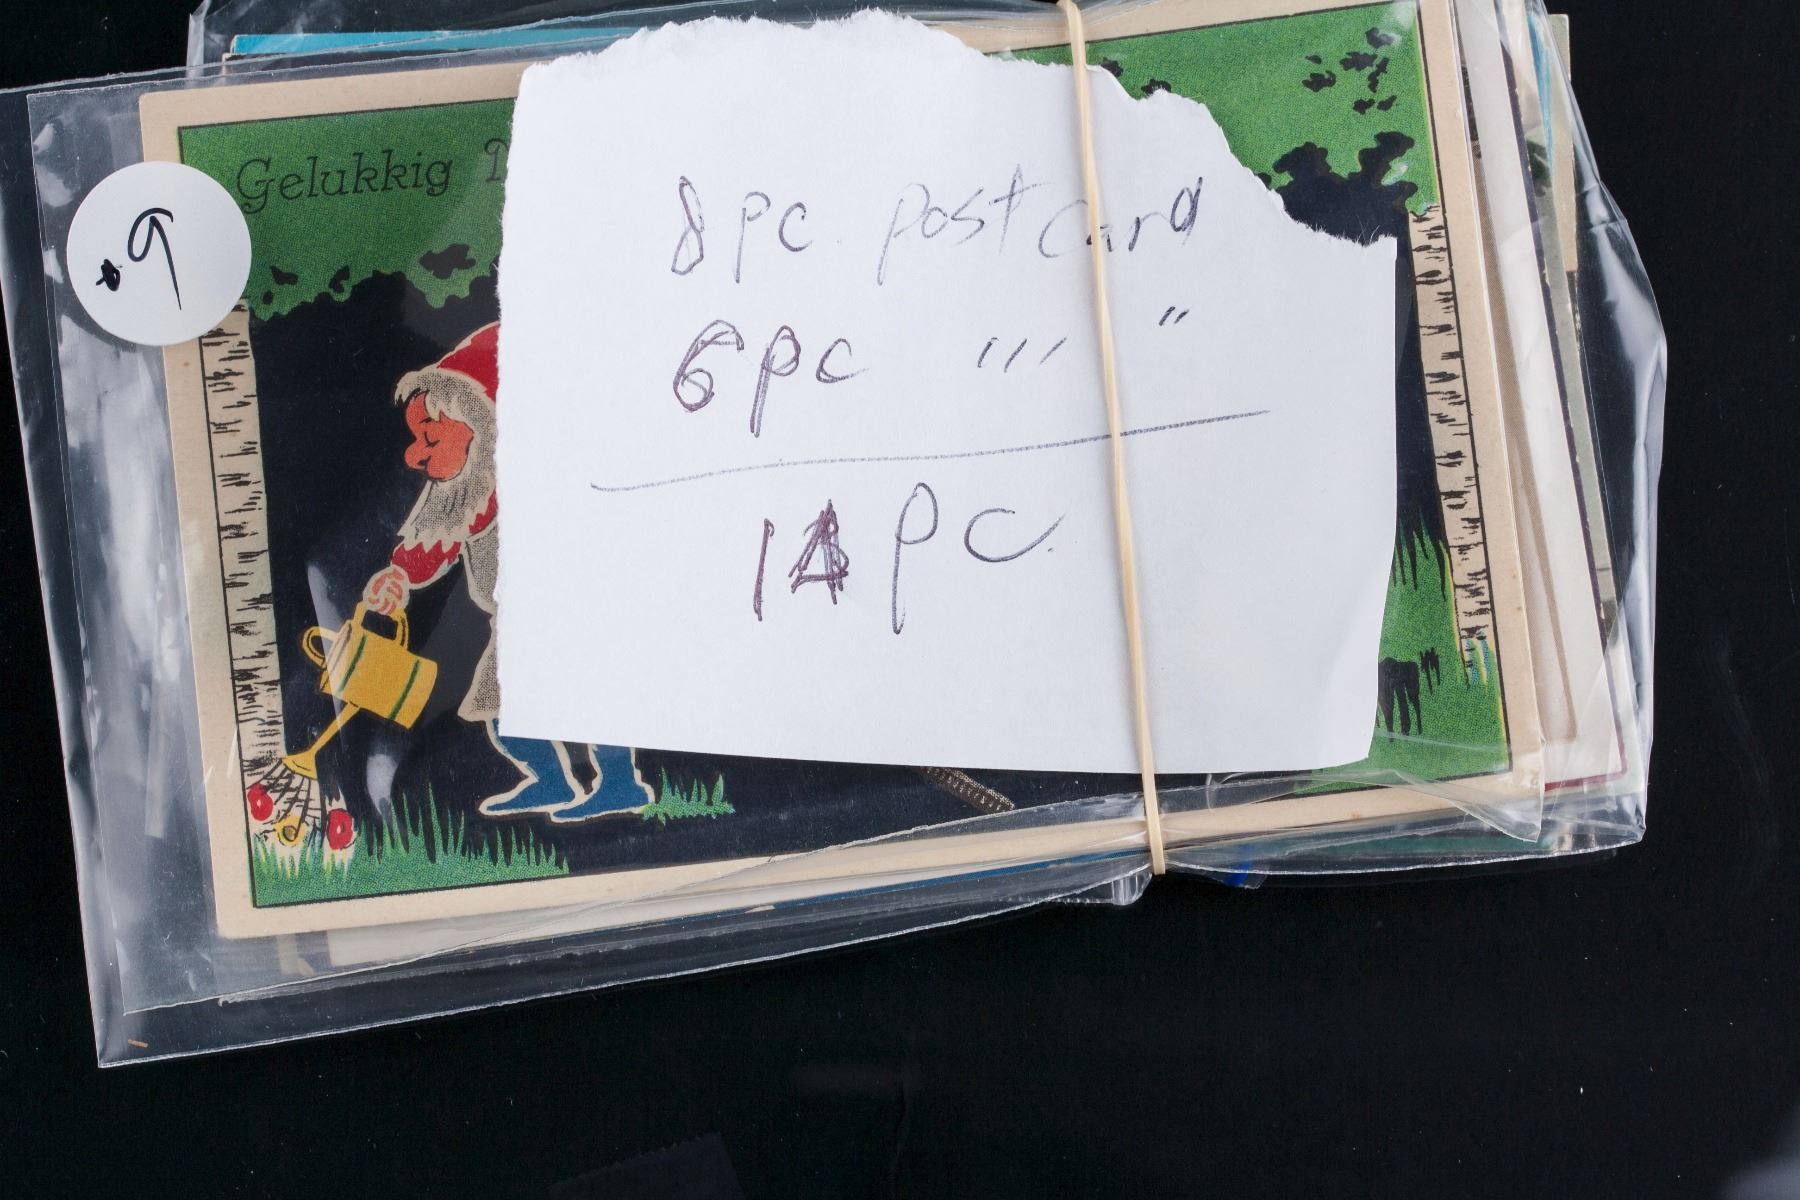 Gelukkig N
9
8 pc. post card
6 pc ''' "
14 pc.